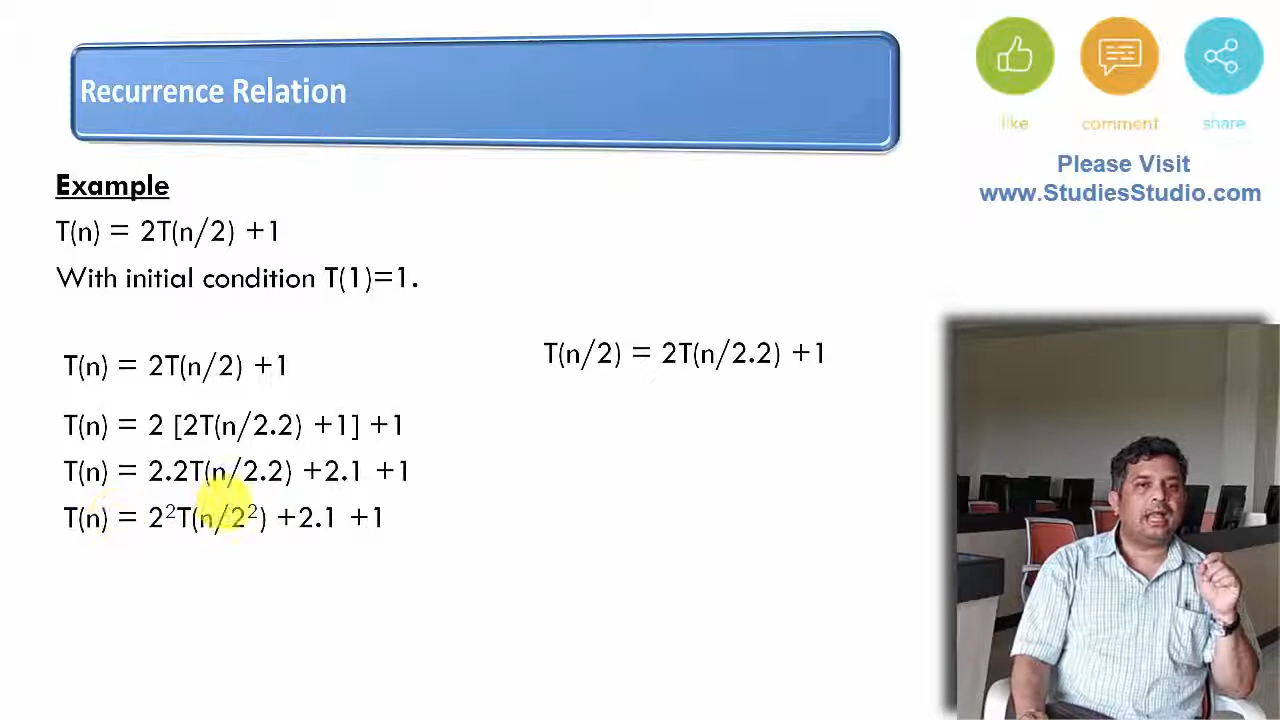 Recurrence Relation
like
comment
share
Please Visit
www.StudiesStudio.com
Example
T(n) = 2T(n/2) +1
With initial condition T(1)=1.
T(n) = 2T(n/2) +1
T(n/2) = 2T(n/2.2) +1
T(n) = 2 [2T(n/2.2) +1] +1
T(n) = 2.2T(n/2.2) +2.1 +1
T(n) = 2²T(n/2²) +2.1 +1